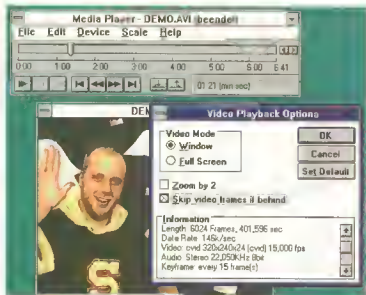 Media Player - DEMO.AVI (beendet)
File Edit Device Scale Help
0:00 1:00 2:00 3:00 4:00 5:00 6:00 6:41
01:21 (min:sec)
DEM
Video Playback Options
Video Mode
Window
Full Screen
OK
Cancel
Set Default
Zoom by 2
Skip video frames if behind
Information
Length: 6024 Frames, 401,596 sec
Data Rate: 146k/sec
Video: cvid 320x240x24 [cvid] 15,000 fps
Audio: Stereo 22,050KHz 8bit
Keyframe: every 15 frame(s)
S